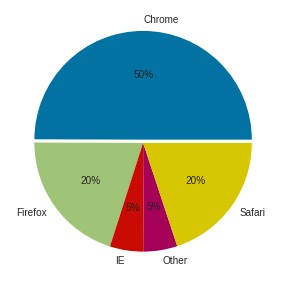 Chrome
50%
20%
5%
5%
20%
Firefox
IE
Other
Safari